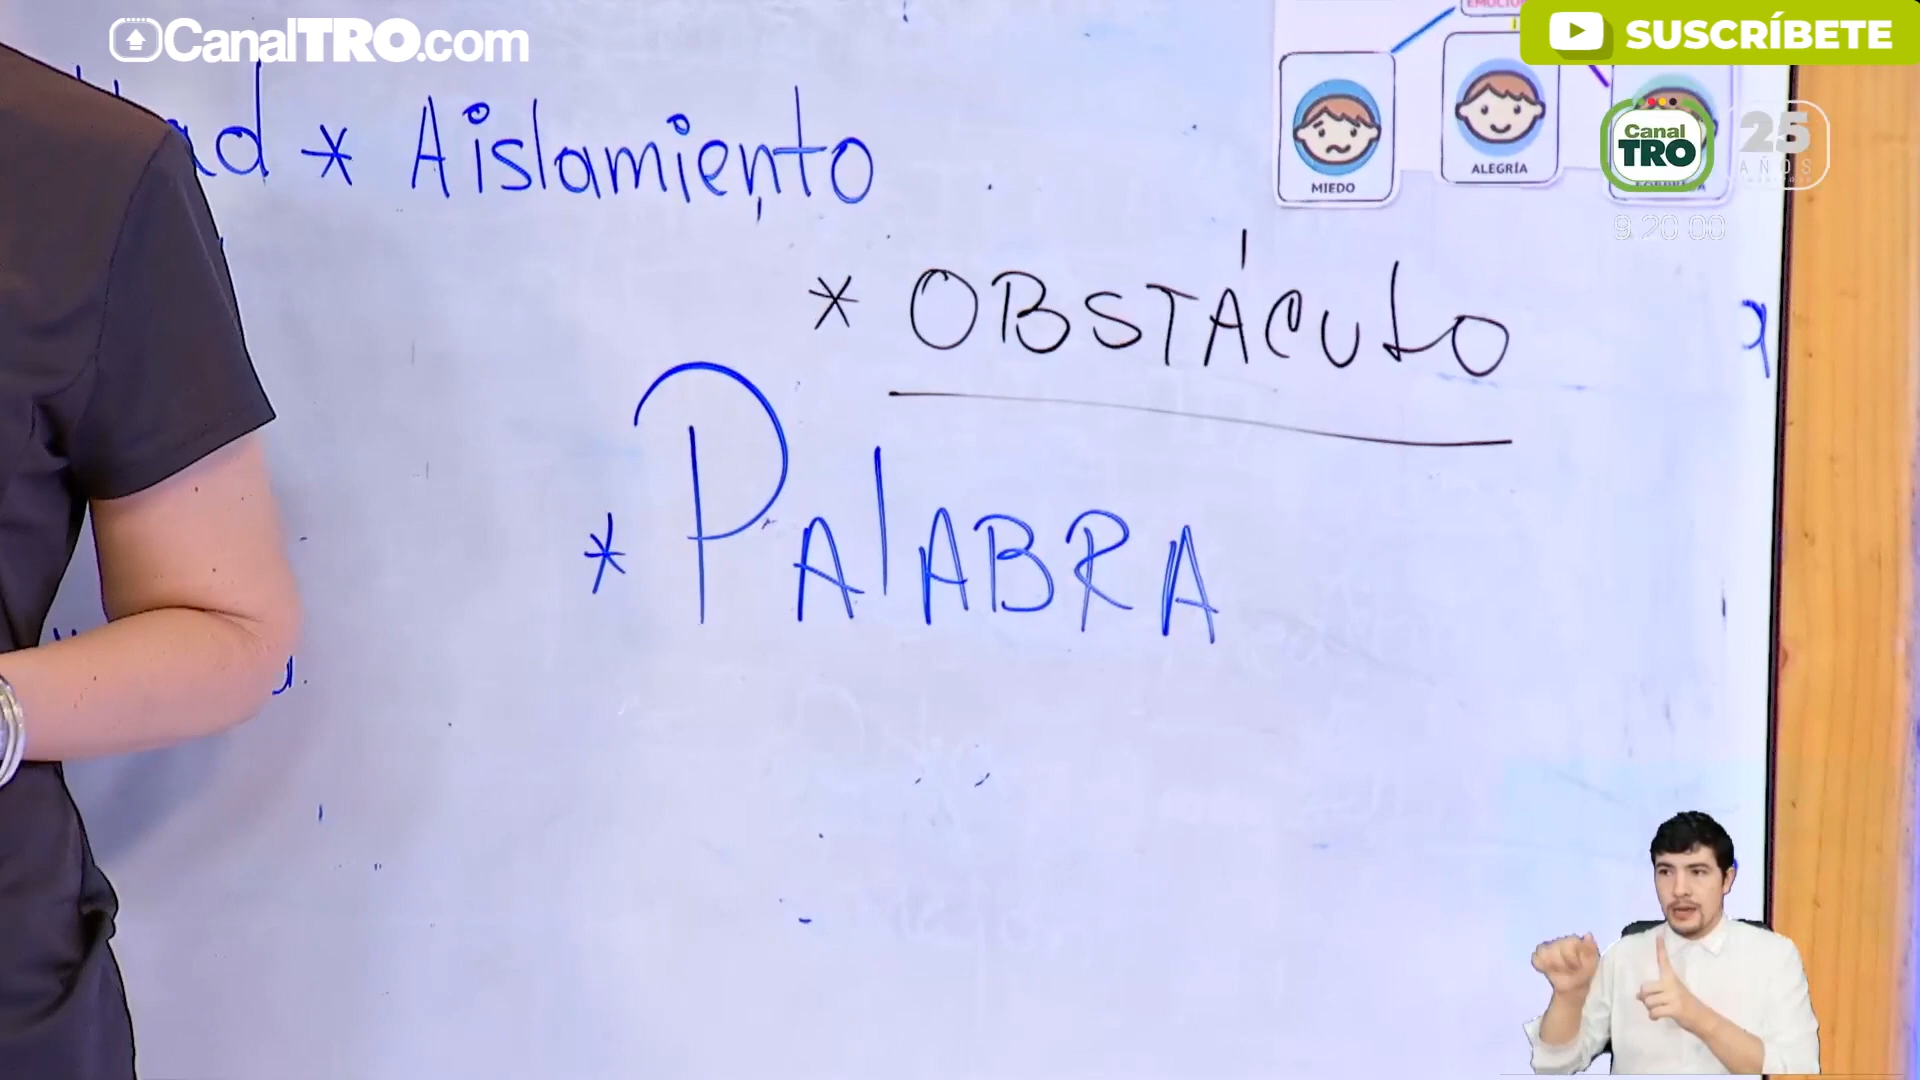 CanalTRO.com
SUSCRÍBETE
MIEDO
ALEGRÍA
Canal
TRO
25
AÑOS
9:20:00
ad * Aislamiento
* OBSTÁCULO
* PALABRA